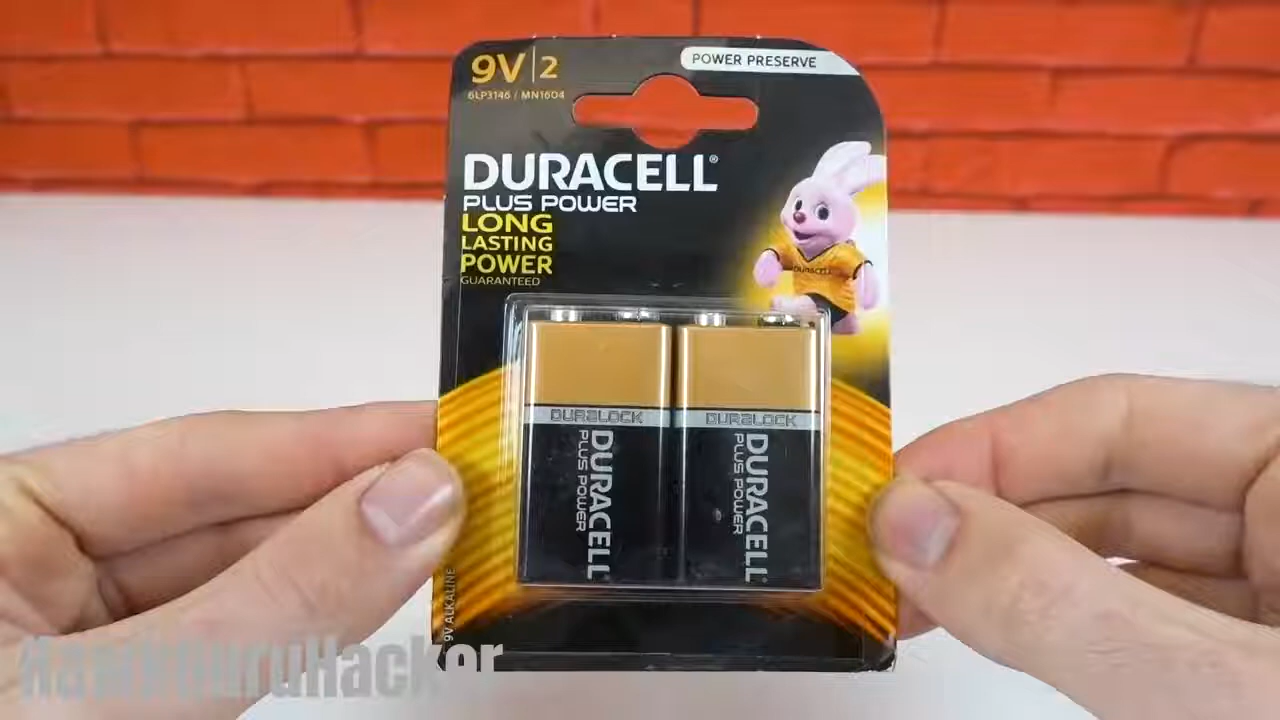 9V 2
6LP3146 / MN1604
POWER PRESERVE
DURACELL®
PLUS POWER
LONG
LASTING
POWER
GUARANTEED
DURACELL
DURALOCK
DURALOCK
DURACELL
PLUS POWER
DURACELL
PLUS POWER
9V ALKALINE